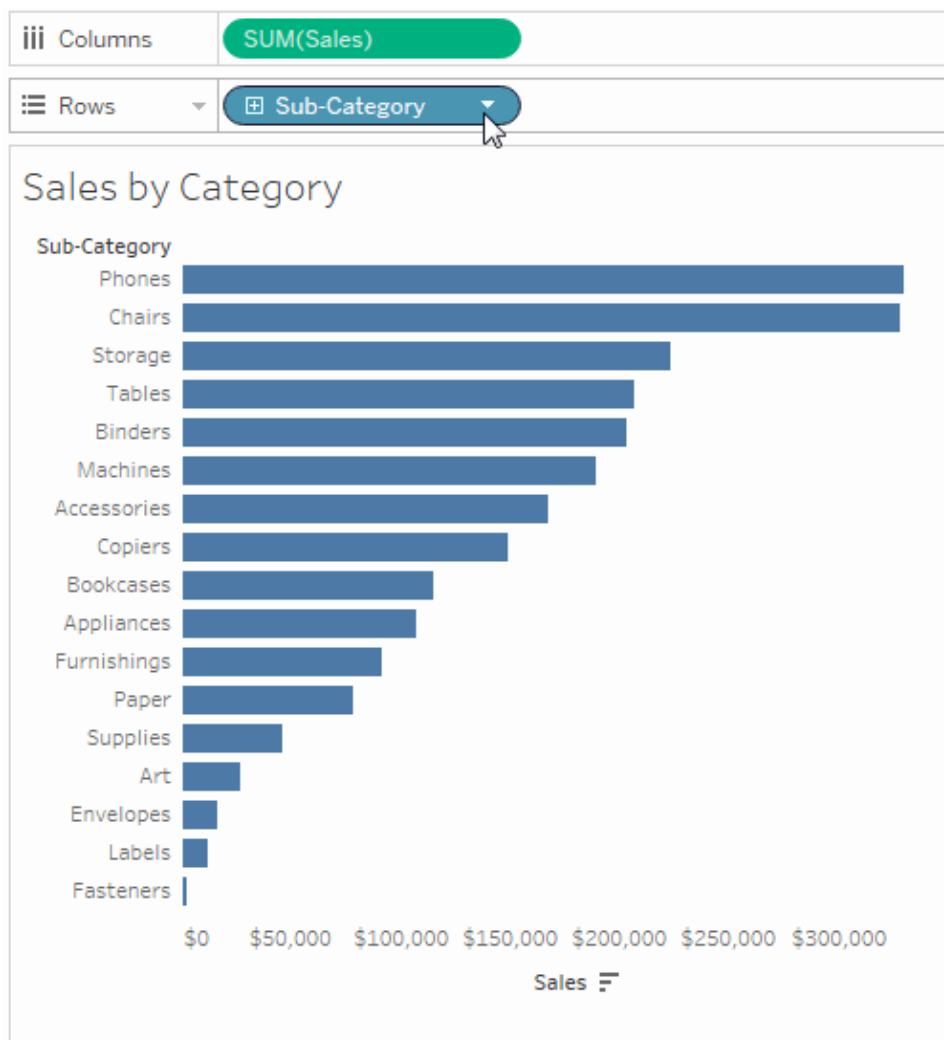 Columns SUM(Sales)
Rows Sub-Category
Sales by Category
Sub-Category
Phones
Chairs
Storage
Tables
Binders
Machines
Accessories
Copiers
Bookcases
Appliances
Furnishings
Paper
Supplies
Art
Envelopes
Labels
Fasteners
$0 $50,000 $100,000 $150,000 $200,000 $250,000 $300,000
Sales